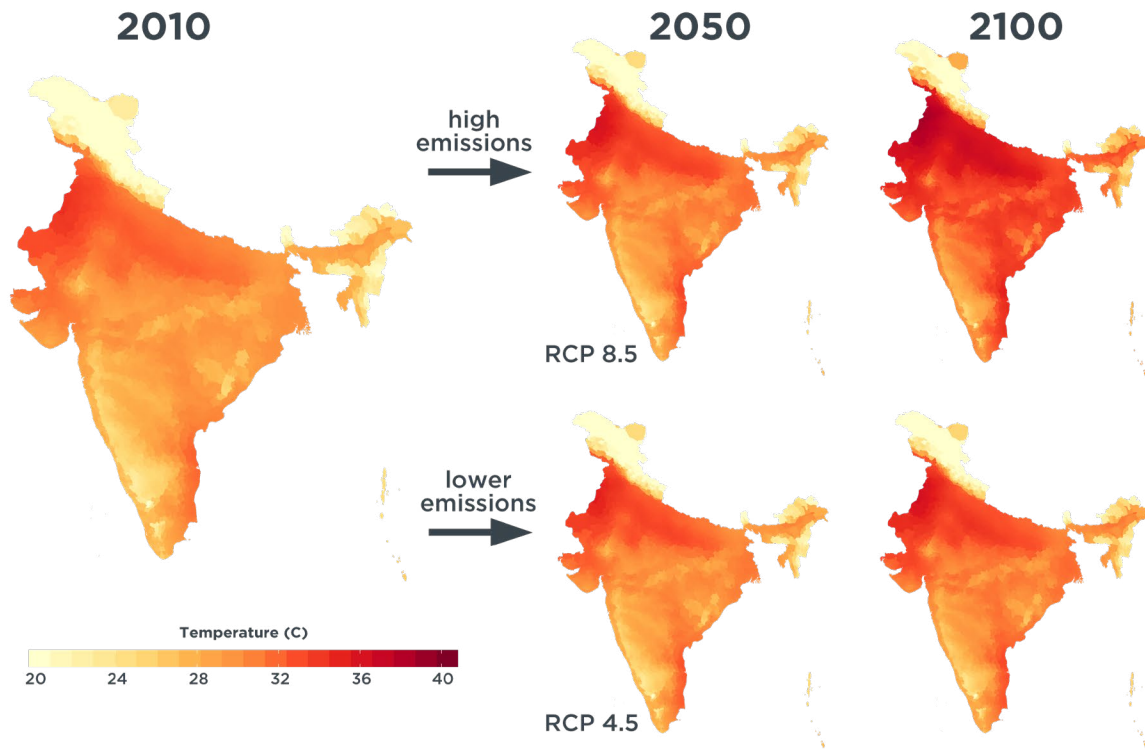 2010
2050
2100
high
emissions
RCP 8.5
lower
emissions
Temperature (C)
20 24 28 32 36 40
RCP 4.5